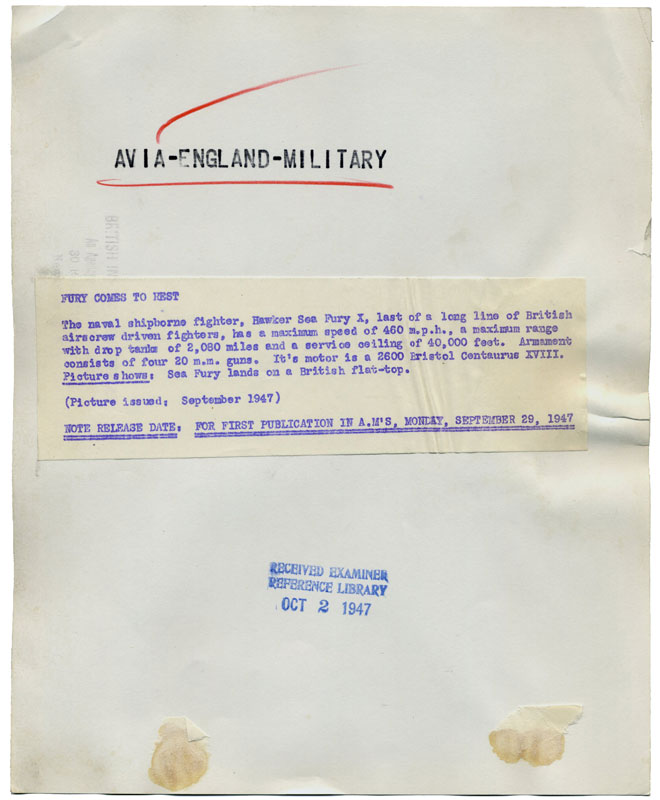 AVIA-ENGLAND-MILITARY
BRITISH IN
FURY COMES TO REST
The naval shipborne fighter, Hawker Sea Fury X, last of a long line of British
airscrew driven fighters, has a maximum speed of 460 m.p.h., a maximum range
with drop tanks of 2,080 miles and a service ceiling of 40,000 feet. Armament
consists of four 20 m.m. guns. It's motor is a 2600 Bristol Centaurus XVIII.
Picture shows: Sea Fury lands on a British flat-top.
(Picture issued: September 1947)
NOTE RELEASE DATE: FOR FIRST PUBLICATION IN A.M'S, MONDAY, SEPTEMBER 29, 1947
RECEIVED EXAMINER
REFERENCE LIBRARY
OCT 2 1947